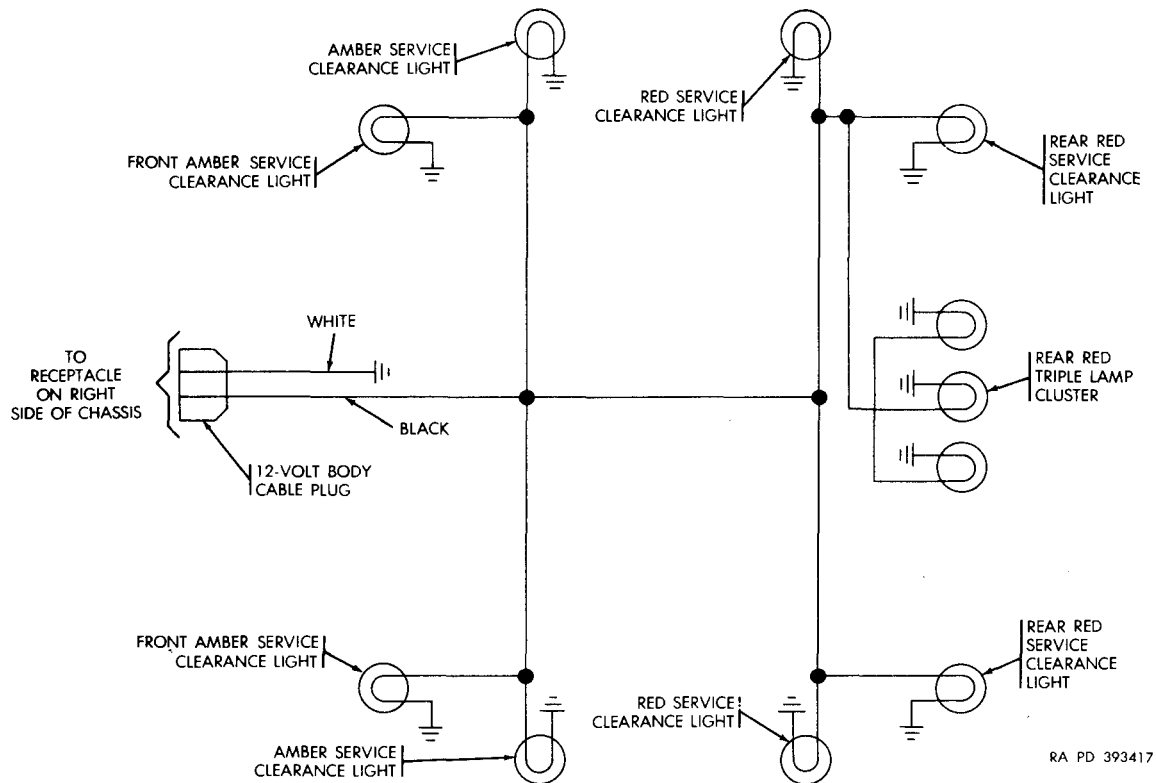 AMBER SERVICE
CLEARANCE LIGHT
RED SERVICE
CLEARANCE LIGHT
FRONT AMBER SERVICE
CLEARANCE LIGHT
REAR RED
SERVICE
CLEARANCE
LIGHT
WHITE
TO
RECEPTACLE
ON RIGHT
SIDE OF CHASSIS
REAR RED
TRIPLE LAMP
CLUSTER
BLACK
12-VOLT BODY
CABLE PLUG
FRONT AMBER SERVICE
CLEARANCE LIGHT
REAR RED
SERVICE
CLEARANCE
LIGHT
RED SERVICE
CLEARANCE LIGHT
AMBER SERVICE
CLEARANCE LIGHT
RA PD 393417